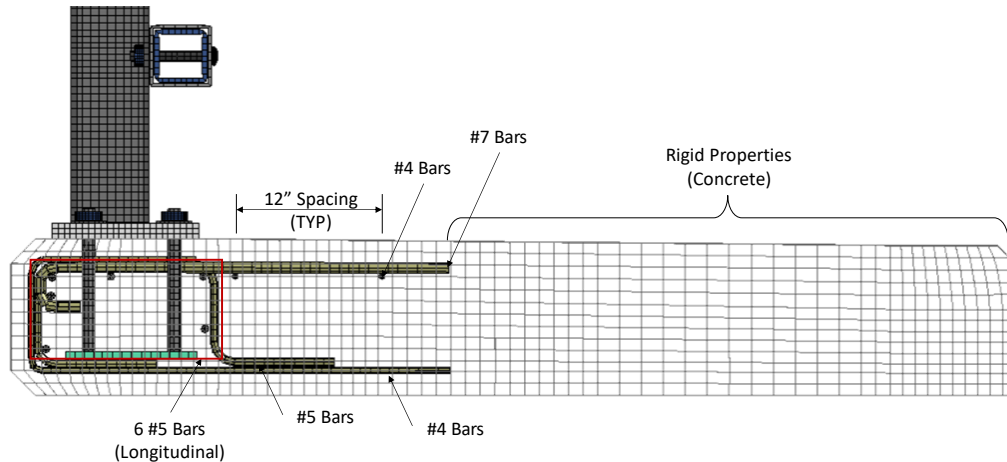 #7 Bars
#4 Bars
Rigid Properties
(Concrete)
12” Spacing
(TYP)
6 #5 Bars
(Longitudinal)
#5 Bars
#4 Bars